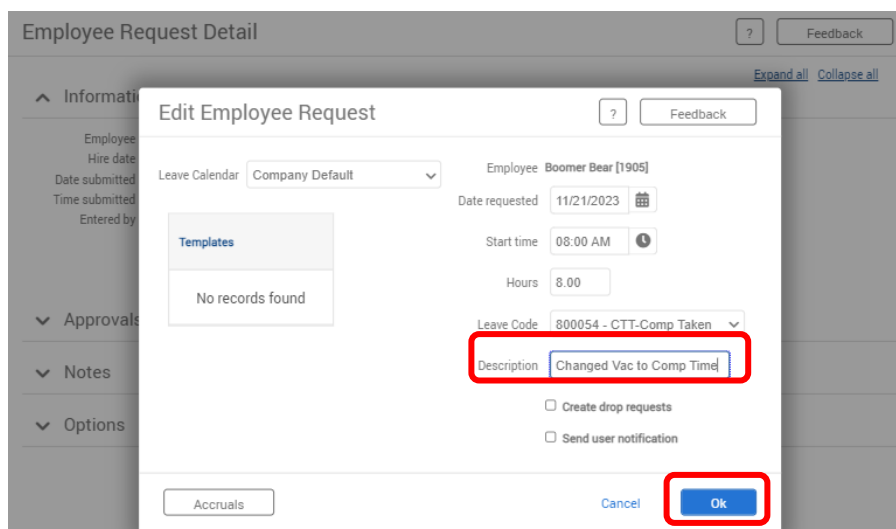 Employee Request Detail
? Feedback
Expand all Collapse all
Informati
Employee
Hire date
Date submitted
Time submitted
Entered by
Approvals
Notes
Options
Edit Employee Request
? Feedback
Leave Calendar Company Default
Templates
No records found
Employee Boomer Bear [1905]
Date requested 11/21/2023
Start time 08:00 AM
Hours 8.00
Leave Code 800054 - CTT-Comp Taken
Description Changed Vac to Comp Time
Create drop requests
Send user notification
Accruals
Cancel Ok